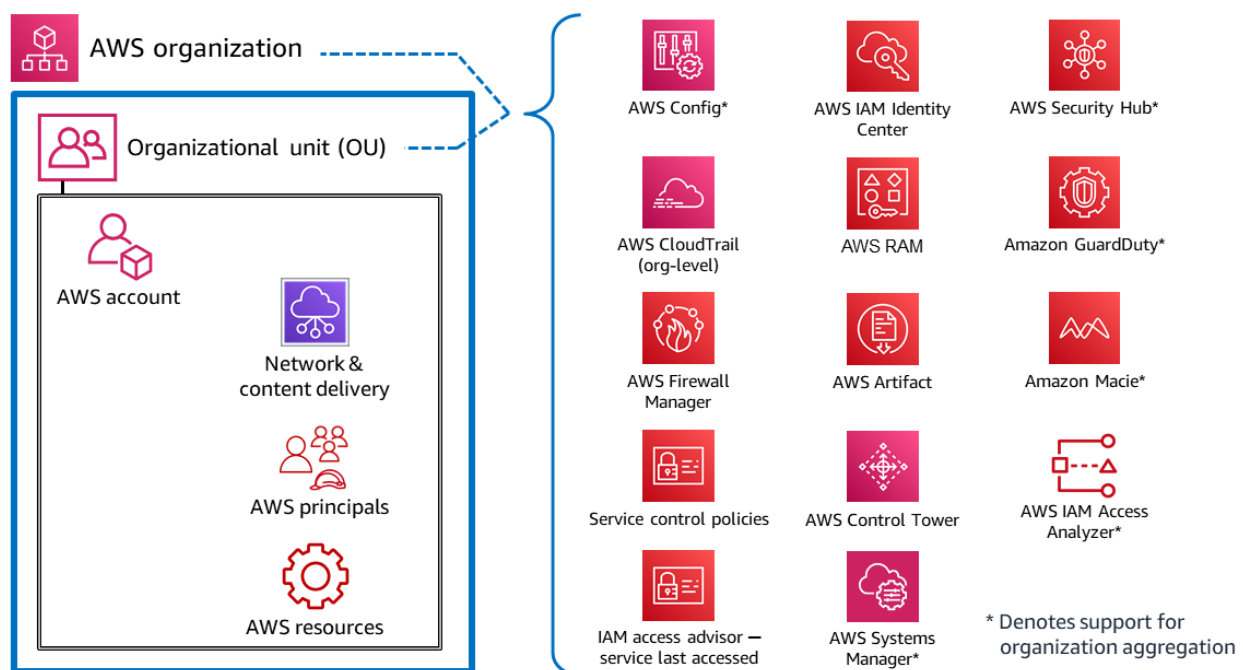 AWS organization
Organizational unit (OU)
AWS account
Network &
content delivery
AWS principals
AWS resources
AWS Config*
AWS IAM Identity
Center
AWS Security Hub*
AWS CloudTrail
(org-level)
AWS RAM
Amazon GuardDuty*
AWS Firewall
Manager
AWS Artifact
Amazon Macie*
Service control policies
AWS Control Tower
AWS IAM Access
Analyzer*
IAM access advisor —
service last accessed
AWS Systems
Manager*
* Denotes support for
organization aggregation